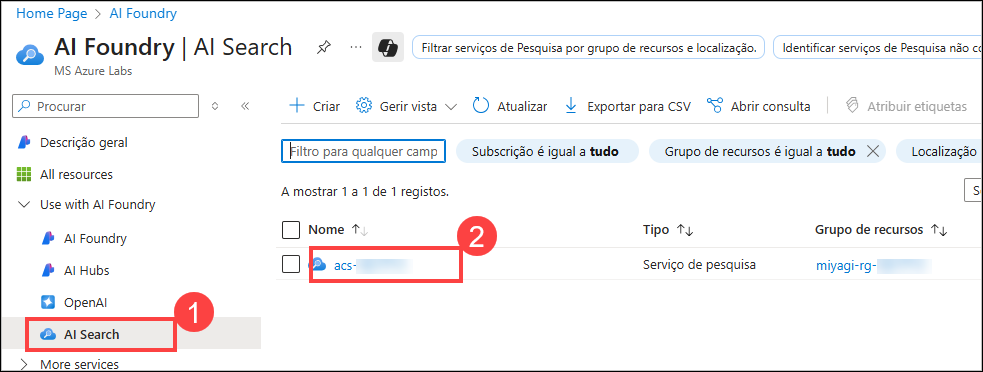 Home Page > AI Foundry
AI Foundry | AI Search
MS Azure Labs
Filtrar serviços de Pesquisa por grupo de recursos e localização.
Identificar serviços de Pesquisa não
Procurar
Criar
Gerir vista
Atualizar
Exportar para CSV
Abrir consulta
Atribuir etiquetas
Descrição geral
All resources
Use with AI Foundry
AI Foundry
AI Hubs
OpenAI
AI Search
More services
1
Filtro para qualquer camp
Subscrição é igual a tudo
Grupo de recursos é igual a tudo
Localização
A mostrar 1 a 1 de 1 registos.
2
Nome
Tipo
Grupo de recursos
acs-
Serviço de pesquisa
miyagi-rg-